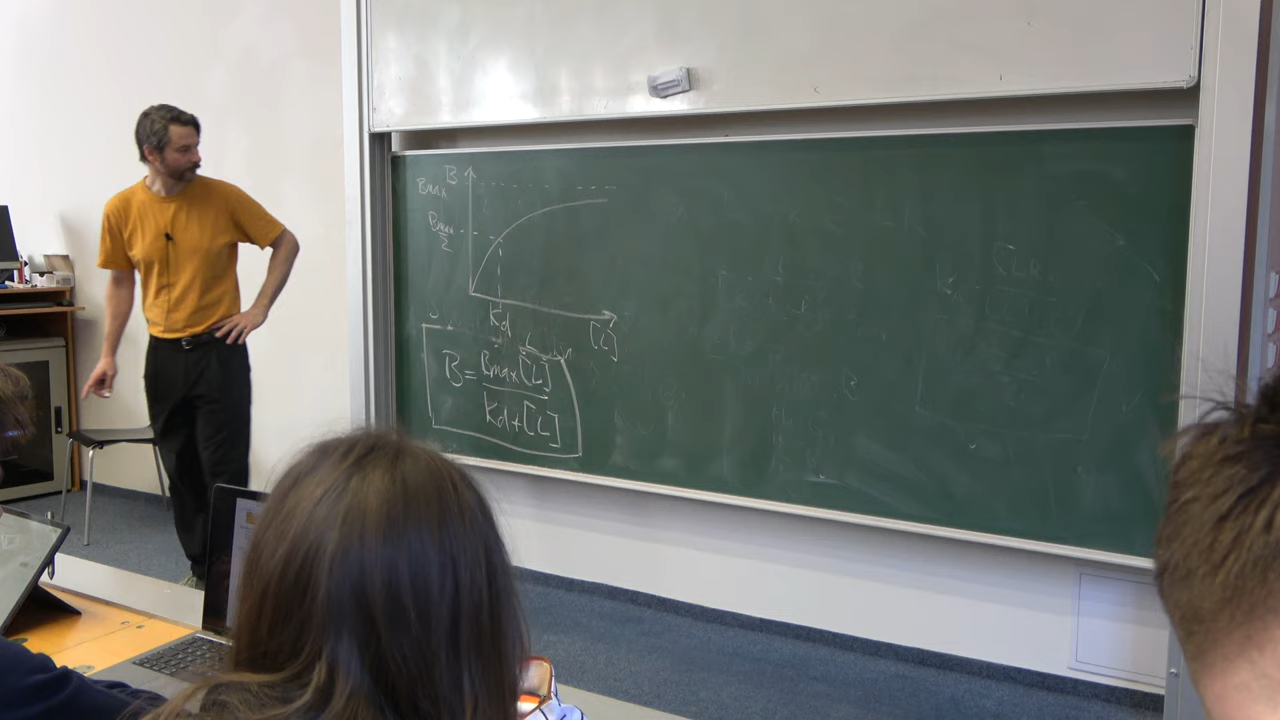 B
Bmax
Bmax
2
Kd
[L]
B = Bmax [L]
Kd + [L]